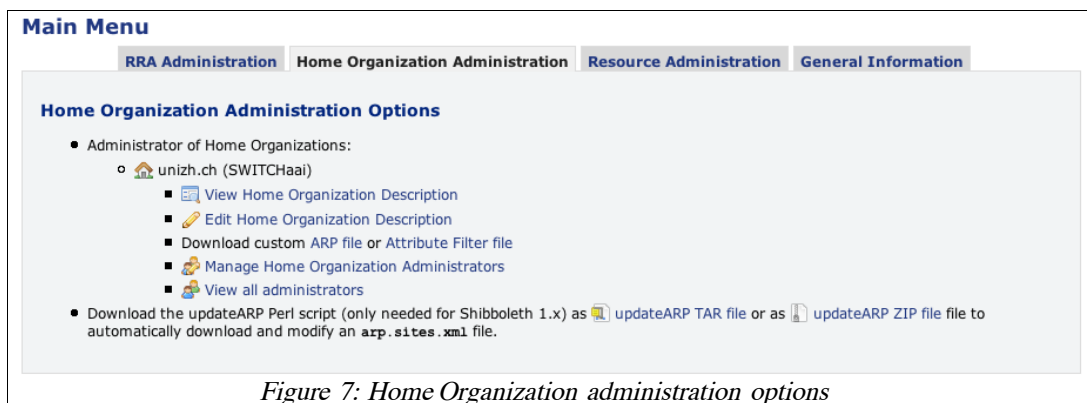 Main Menu
RRA Administration Home Organization Administration Resource Administration General Information
Home Organization Administration Options
Administrator of Home Organizations:
unizh.ch (SWITCHaai)
View Home Organization Description
Edit Home Organization Description
Download custom ARP file or Attribute Filter file
Manage Home Organization Administrators
View all administrators
Download the updateARP Perl script (only needed for Shibboleth 1.x) as updateARP TAR file or as updateARP ZIP file file to
automatically download and modify an arp.sites.xml file.
Figure 7: Home Organization administration options